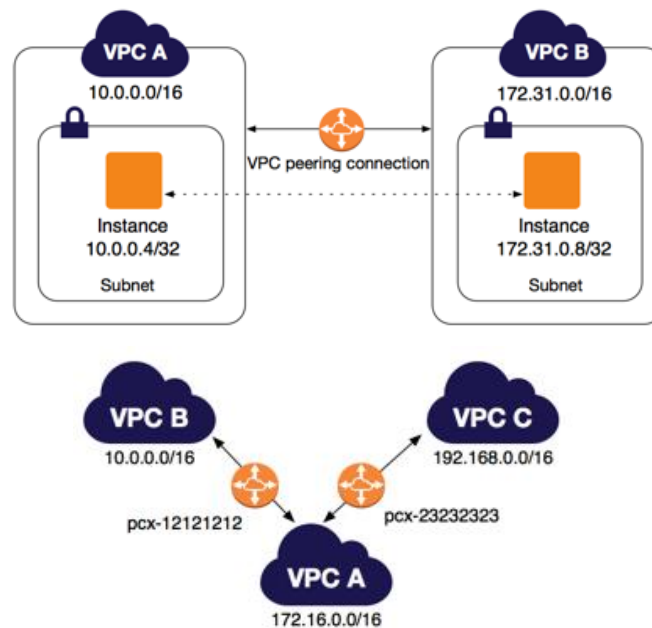 VPC A
VPC B
10.0.0.0/16
172.31.0.0/16
VPC peering connection
Instance
10.0.0.4/32
Subnet
Instance
172.31.0.8/32
Subnet
VPC B
VPC C
10.0.0.0/16
192.168.0.0/16
pcx-12121212
pcx-23232323
VPC A
172.16.0.0/16